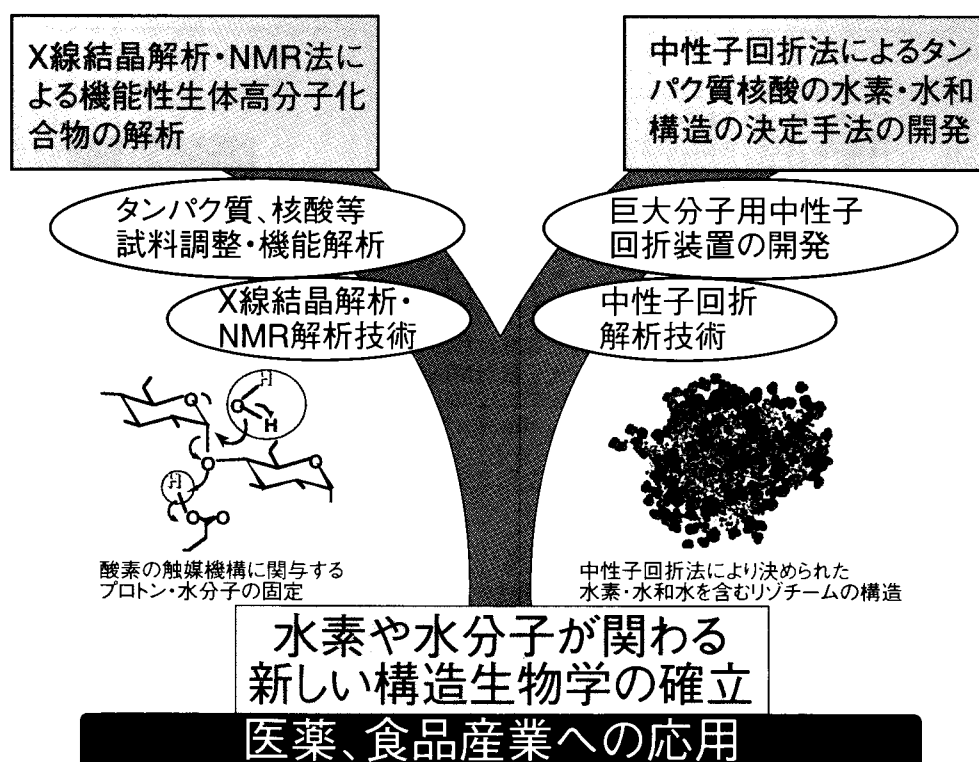 X線結晶解析・NMR法に
よる機能性生体高分子化
合物の解析
中性子回折法によるタン
パク質核酸の水素・水和
構造の決定手法の開発
タンパク質、核酸等
試料調整・機能解析
巨大分子用中性子
回折装置の開発
X線結晶解析・
NMR解析技術
中性子回折
解析技術
H
O
H
O
O
O
H
O
O
酸素の触媒機構に関与する
プロトン・水分子の固定
中性子回折法により決められた
水素・水和水を含むリゾチームの構造
水素や水分子が関わる
新しい構造生物学の確立
医薬、食品産業への応用